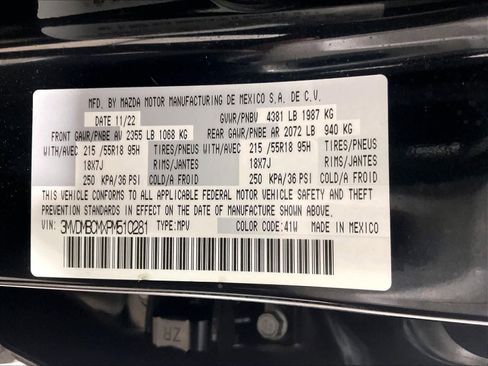 MFD. BY MAZDA MOTOR MANUFACTURING DE MEXICO S.A. DE C.V.
DATE 11/22 GVWR/PNBV 4381 LB 1987 KG
FRONT GAWR/PNBE AV 2355 LB 1068 KG REAR GAWR/PNBE AR 2072 LB 940 KG
WITH/AVEC 215/55R18 95H TIRES/PNEUS WITH/AVEC 215/55R18 95H TIRES/PNEUS
18X7J RIMS/JANTES 18X7J RIMS/JANTES
250 KPA/36 PSI COLD/A FROID 250 KPA/36 PSI COLD/A FROID
THIS VEHICLE CONFORMS TO ALL APPLICABLE FEDERAL MOTOR VEHICLE SAFETY AND THEFT
PREVENTION STANDARDS IN EFFECT ON THE DATE OF MANUFACTURE SHOWN ABOVE.
VIN: 3MVDMBCMXPM510281 TYPE: MPV COLOR CODE: 41W MADE IN MEXICO
ZR